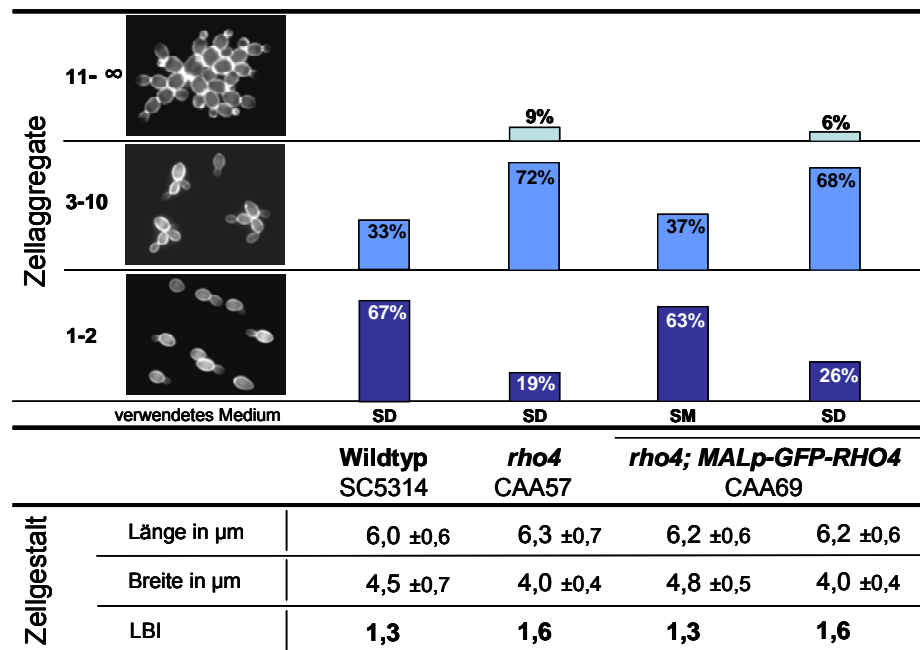 Zellaggregate
11- ∞
9%
6%
3-10
33%
72%
37%
68%
1-2
67%
19%
63%
26%
verwendetes Medium SD SD SM SD
Wildtyp rho4 rho4; MALp-GFP-RHO4
SC5314 CAA57 CAA69
Zellgestalt
Länge in µm 6,0 ±0,6 6,3 ±0,7 6,2 ±0,6 6,2 ±0,6
Breite in µm 4,5 ±0,7 4,0 ±0,4 4,8 ±0,5 4,0 ±0,4
LBI 1,3 1,6 1,3 1,6